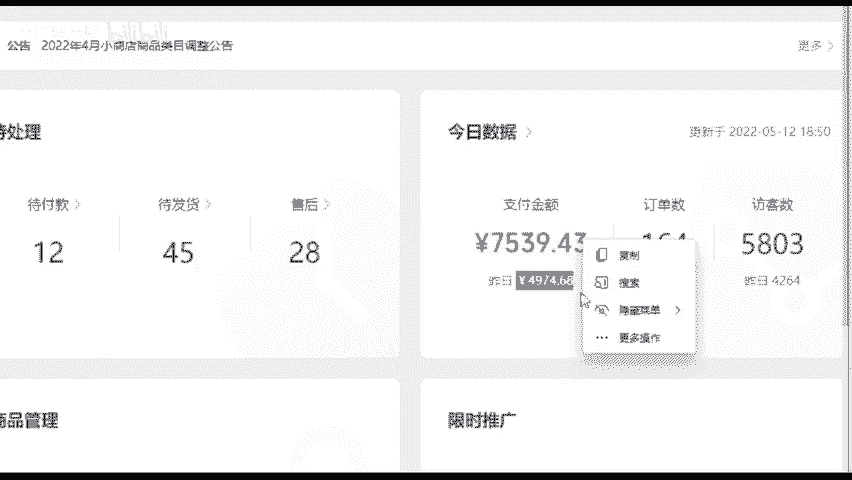 公告 2022年4月小商店商品类目调整公告 更多
待处理
待付款 待发货 售后
12 45 28
今日数据 更新于 2022-05-12 18:50
支付金额 订单数 访客数
¥7539.43 164 5803
昨日 ¥4974.68 昨日 4264
复制
搜索
隐藏菜单
更多操作
商品管理
限时推广